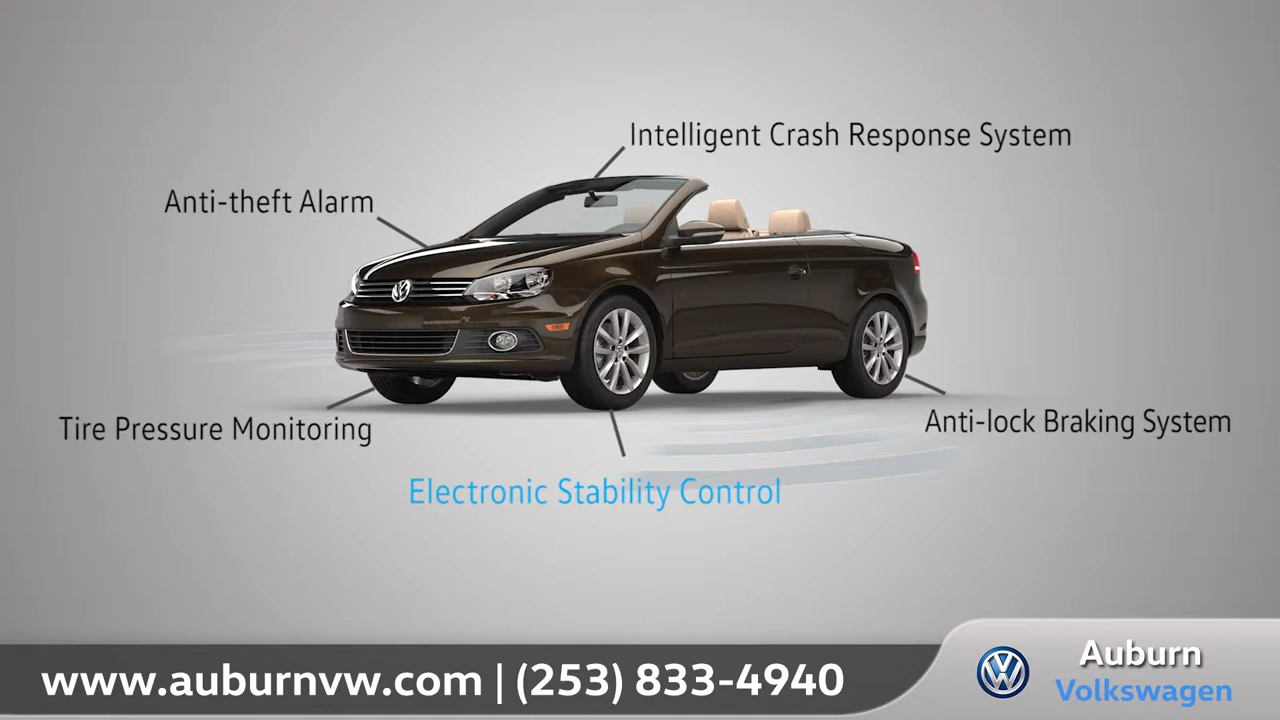 Intelligent Crash Response System
Anti-theft Alarm
Tire Pressure Monitoring
Anti-lock Braking System
Electronic Stability Control
www.auburnvw.com | (253) 833-4940
Auburn
Volkswagen